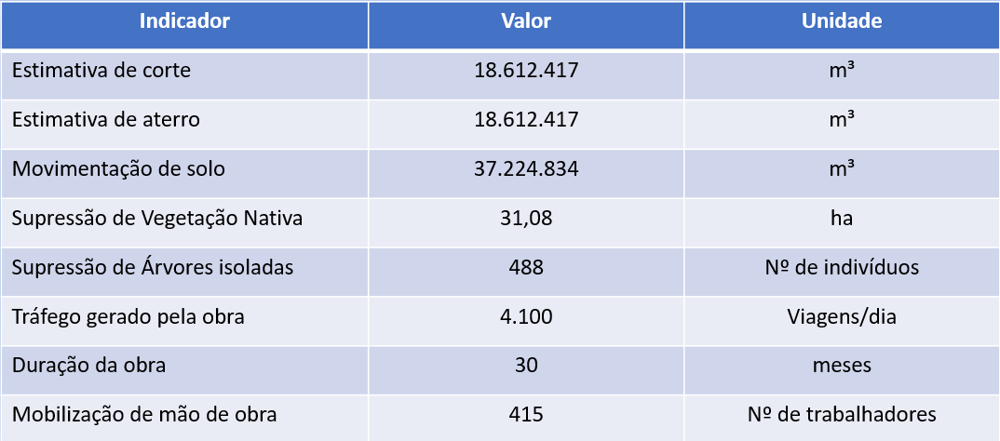 Indicador Valor Unidade
Estimativa de corte 18.612.417 m³
Estimativa de aterro 18.612.417 m³
Movimentação de solo 37.224.834 m³
Supressão de Vegetação Nativa 31,08 ha
Supressão de Árvores isoladas 488 Nº de indivíduos
Tráfego gerado pela obra 4.100 Viagens/dia
Duração da obra 30 meses
Mobilização de mão de obra 415 Nº de trabalhadores